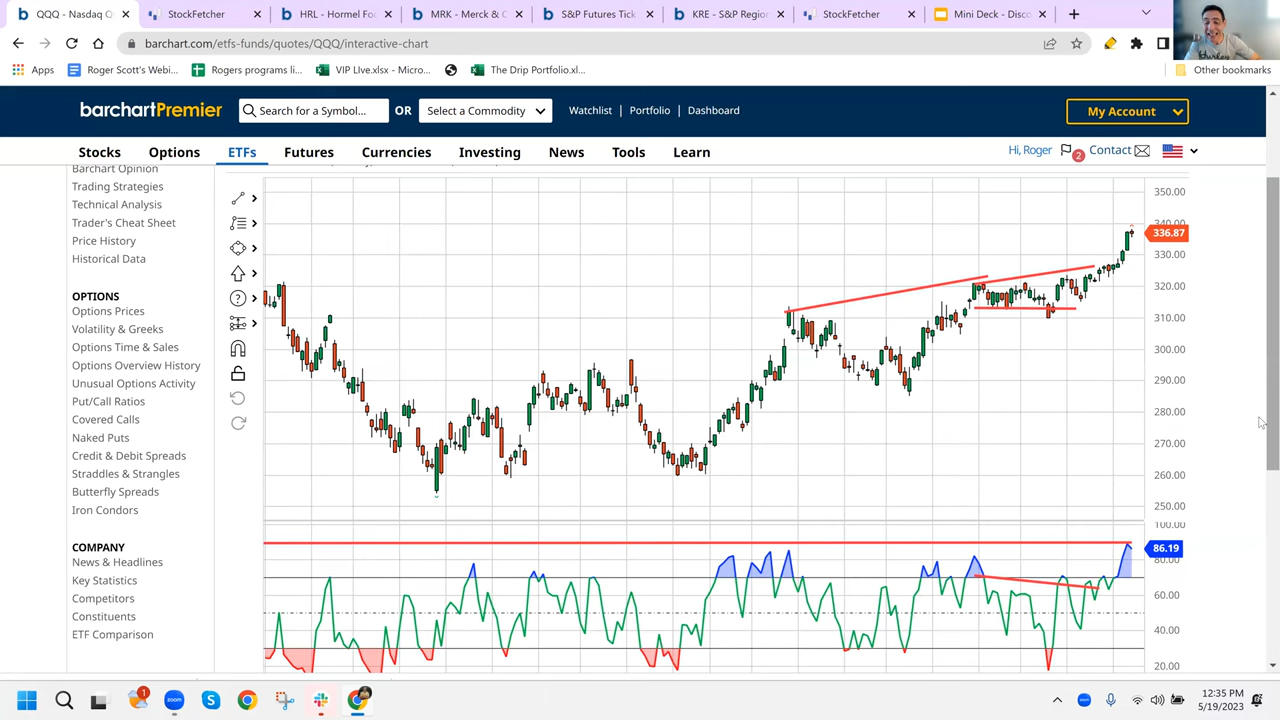 QQQ - Nasdaq Q
StockFetcher
HRL - Hormel Fo
MRK - Merck & C
S&P Futures Tick
KRE - S&P Region
StockFetcher
Mini Deck - Disco
barchart.com/etfs-funds/quotes/QQQ/interactive-chart
Apps
Roger Scott's Webi...
Rogers programs li...
VIP LIve.xlsx - Micro...
The Drip Portfolio.xl...
Other bookmarks
barchartPremier
Search for a Symbol...
OR
Select a Commodity
Watchlist | Portfolio | Dashboard
My Account
Stocks Options ETFs Futures Currencies Investing News Tools Learn
Hi, Roger
2
Contact
Barchart Opinion
Trading Strategies
Technical Analysis
Trader's Cheat Sheet
Price History
Historical Data
OPTIONS
Options Prices
Volatility & Greeks
Options Time & Sales
Options Overview History
Unusual Options Activity
Put/Call Ratios
Covered Calls
Naked Puts
Credit & Debit Spreads
Straddles & Strangles
Butterfly Spreads
Iron Condors
COMPANY
News & Headlines
Key Statistics
Competitors
Constituents
ETF Comparison
350.00
340.00
336.87
330.00
320.00
310.00
300.00
290.00
280.00
270.00
260.00
250.00
100.00
86.19
80.00
60.00
40.00
20.00
1
12:35 PM
5/19/2023